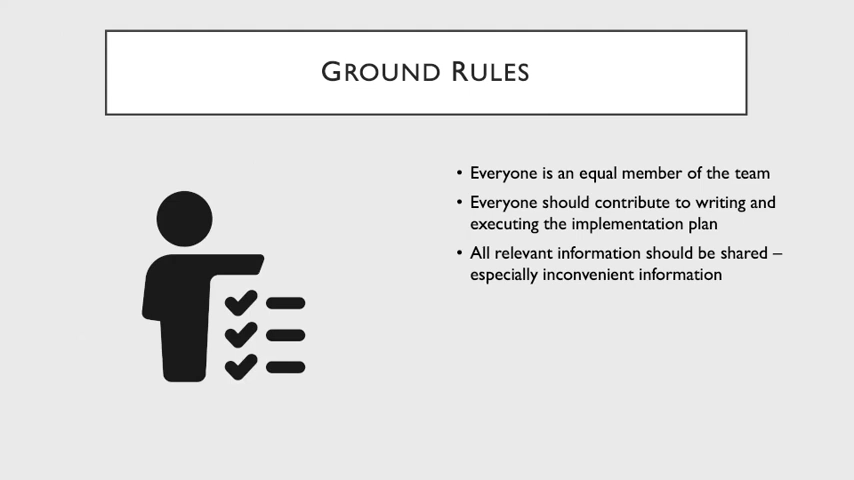 GROUND RULES
• Everyone is an equal member of the team
• Everyone should contribute to writing and
executing the implementation plan
• All relevant information should be shared –
especially inconvenient information